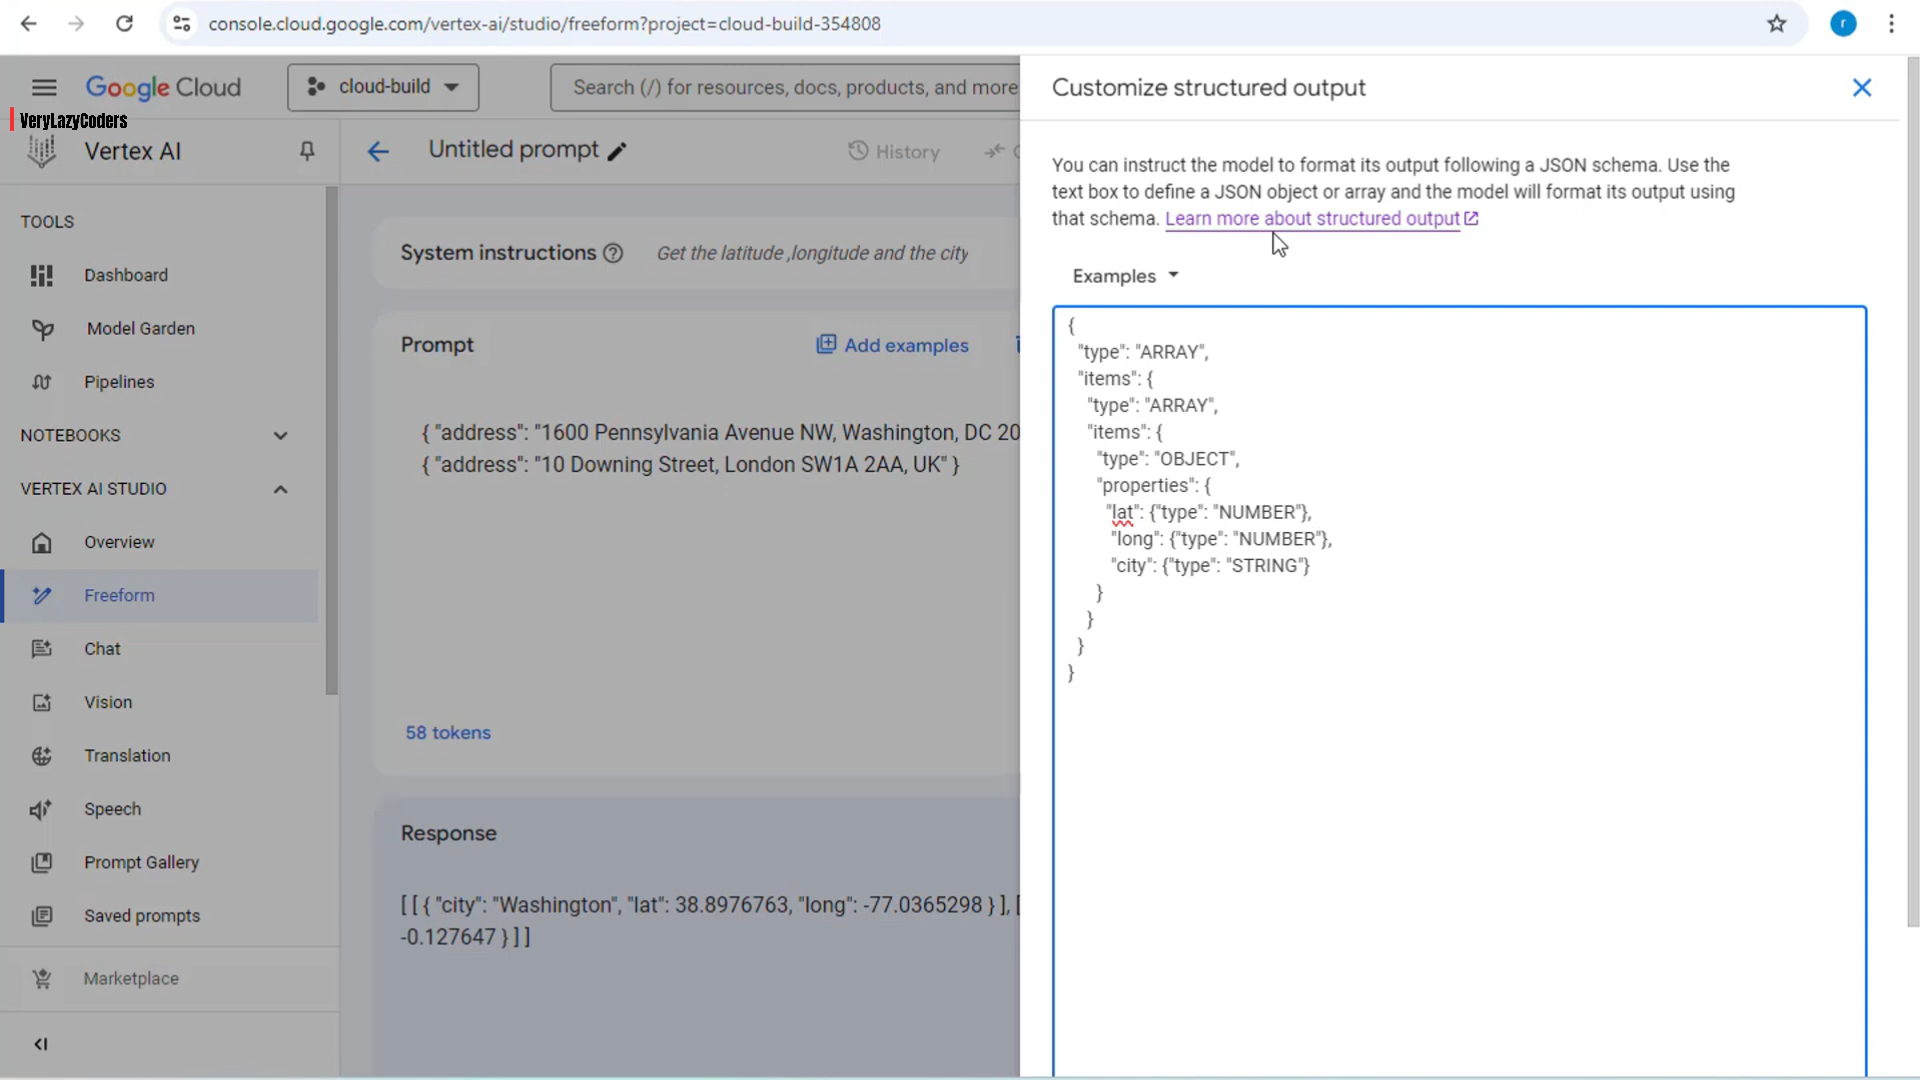 console.cloud.google.com/vertex-ai/studio/freeform?project=cloud-build-354808
r
Google Cloud
cloud-build
Search (/) for resources, docs, products, and more
VeryLazyCoders
Vertex AI
TOOLS
Dashboard
Model Garden
Pipelines
NOTEBOOKS
VERTEX AI STUDIO
Overview
Freeform
Chat
Vision
Translation
Speech
Prompt Gallery
Saved prompts
Marketplace
Untitled prompt
History
System instructions
Get the latitude ,longitude and the city
Prompt
Add examples
{ "address": "1600 Pennsylvania Avenue NW, Washington, DC 20
{ "address": "10 Downing Street, London SW1A 2AA, UK" }
58 tokens
Response
[ [ { "city": "Washington", "lat": 38.8976763, "long": -77.0365298 } ], [
-0.127647 } ] ]
Customize structured output
You can instruct the model to format its output following a JSON schema. Use the
text box to define a JSON object or array and the model will format its output using
that schema. Learn more about structured output
Examples
{
"type": "ARRAY",
"items": {
"type": "ARRAY",
"items": {
"type": "OBJECT",
"properties": {
"lat": {"type": "NUMBER"},
"long": {"type": "NUMBER"},
"city": {"type": "STRING"}
}
}
}
}